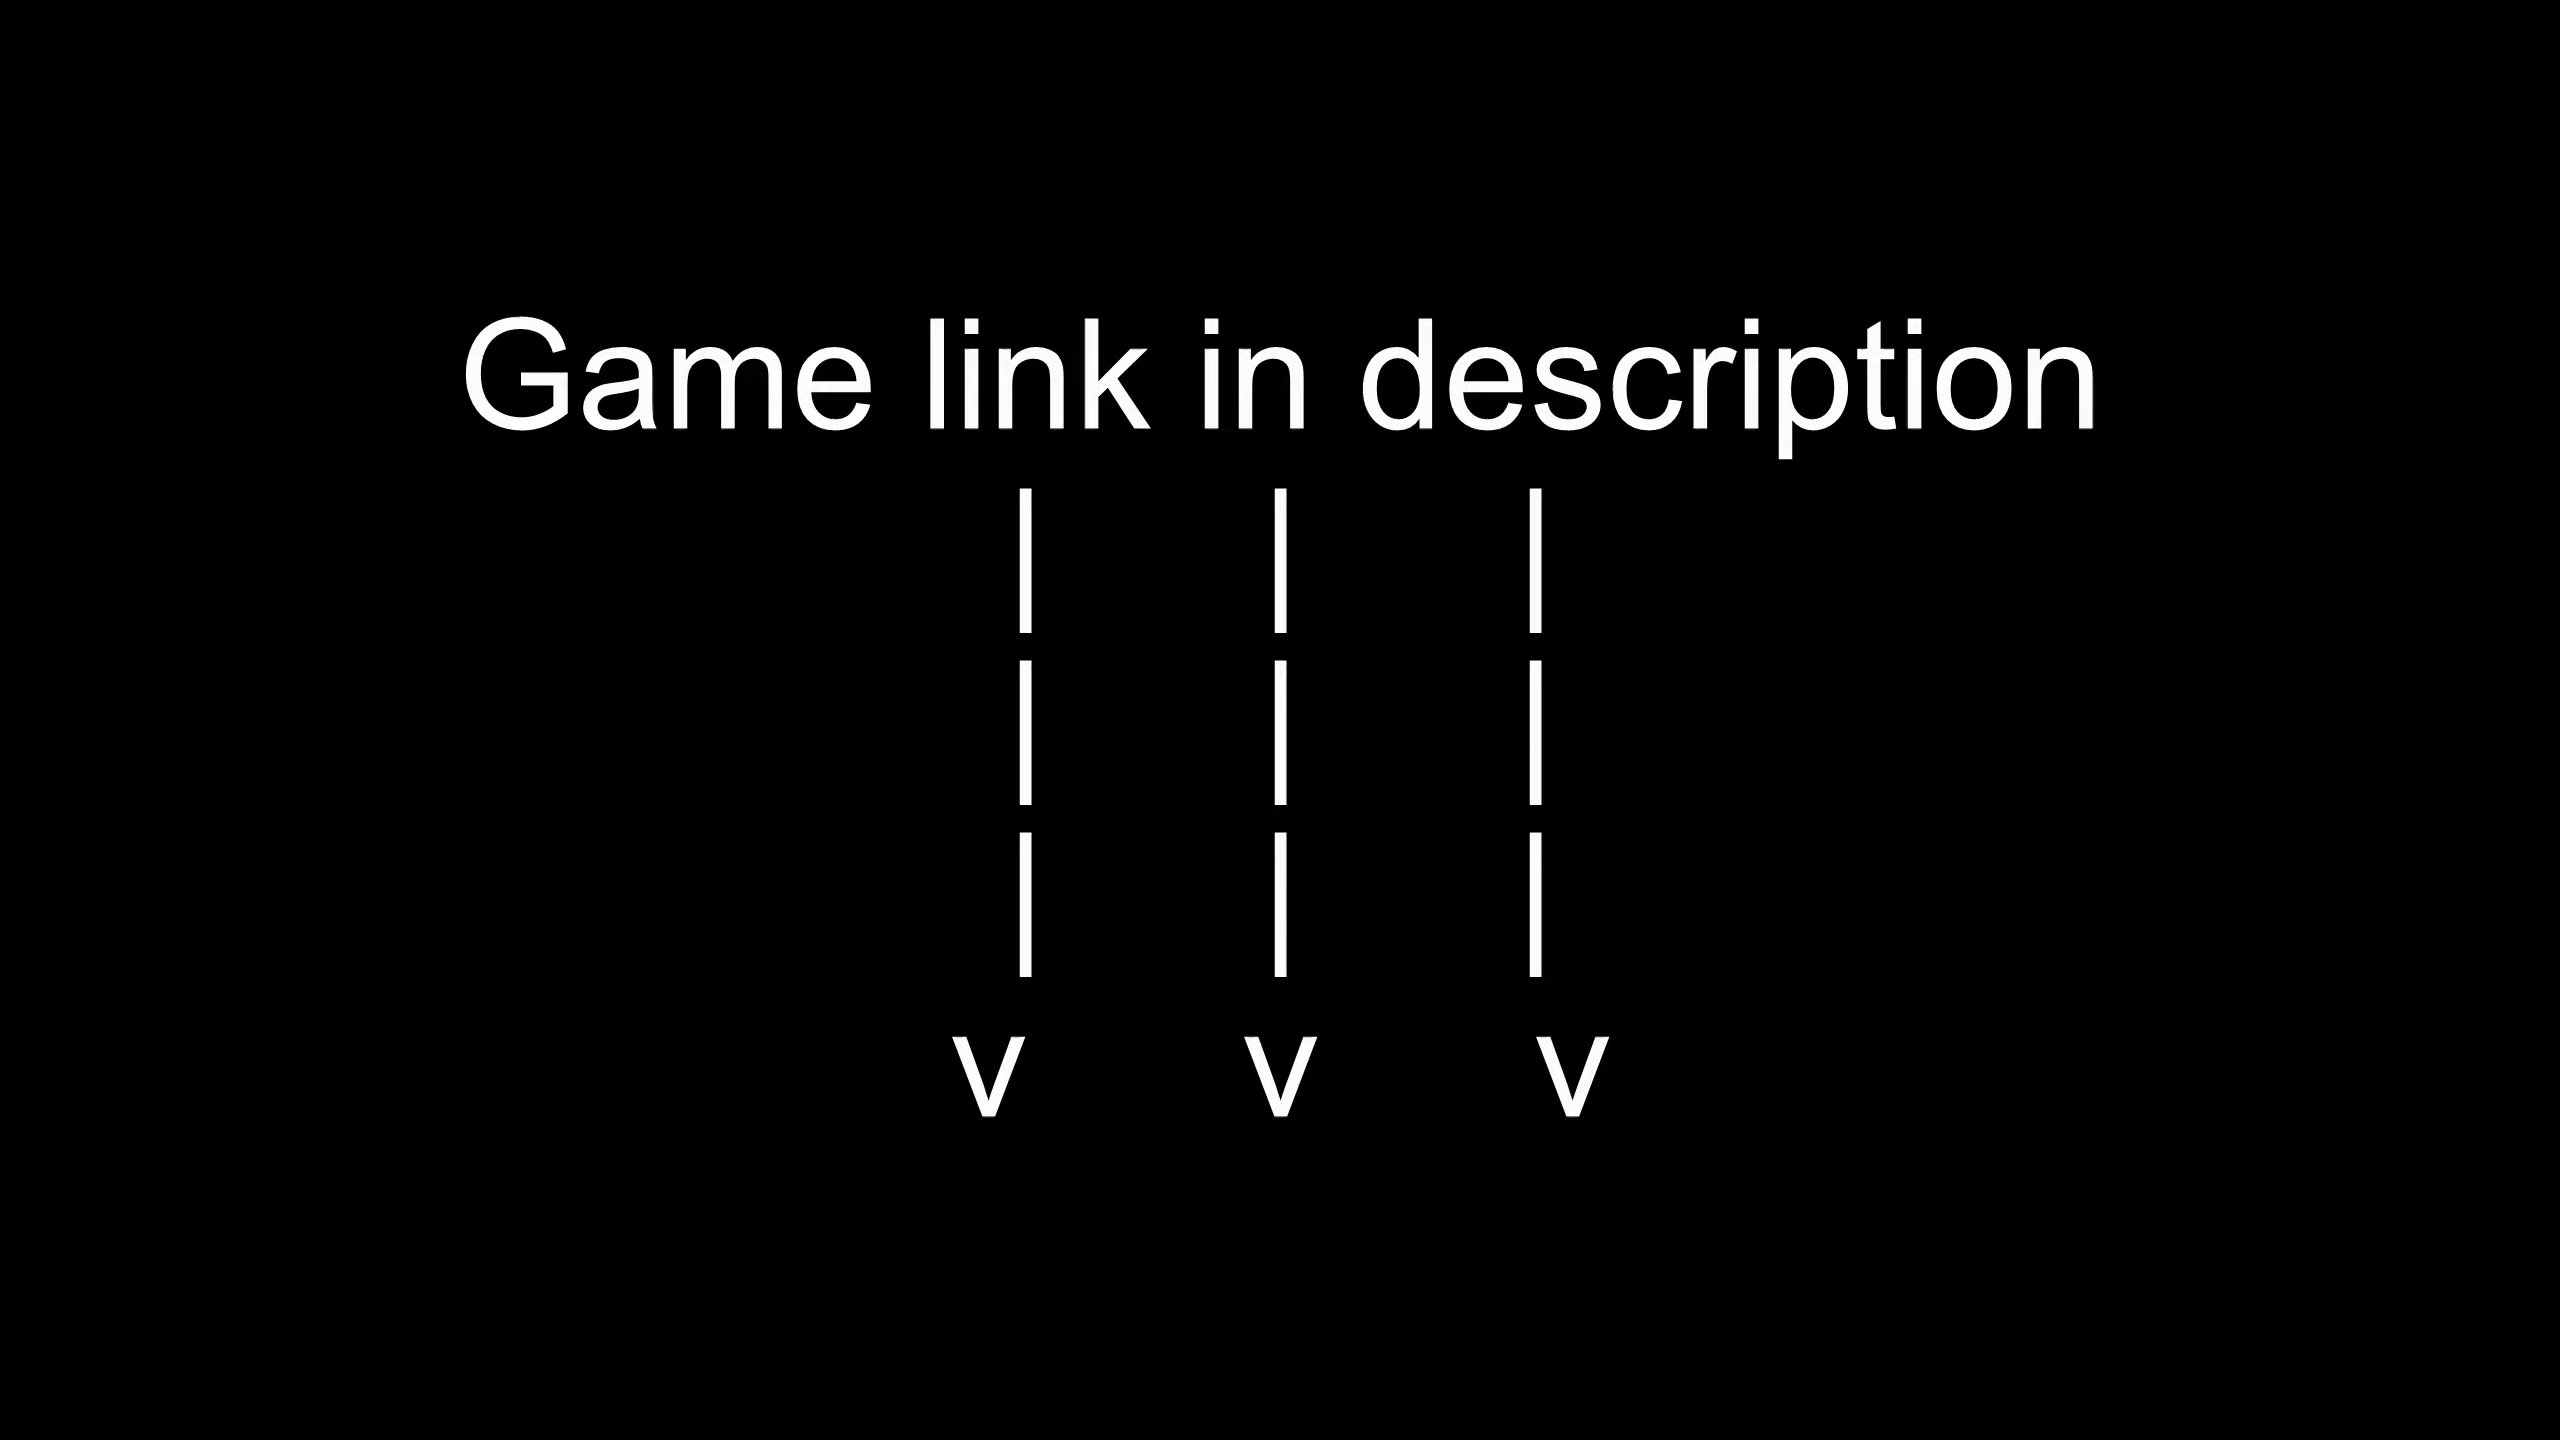 Game link in description
| | |
| | |
| | |
v v v